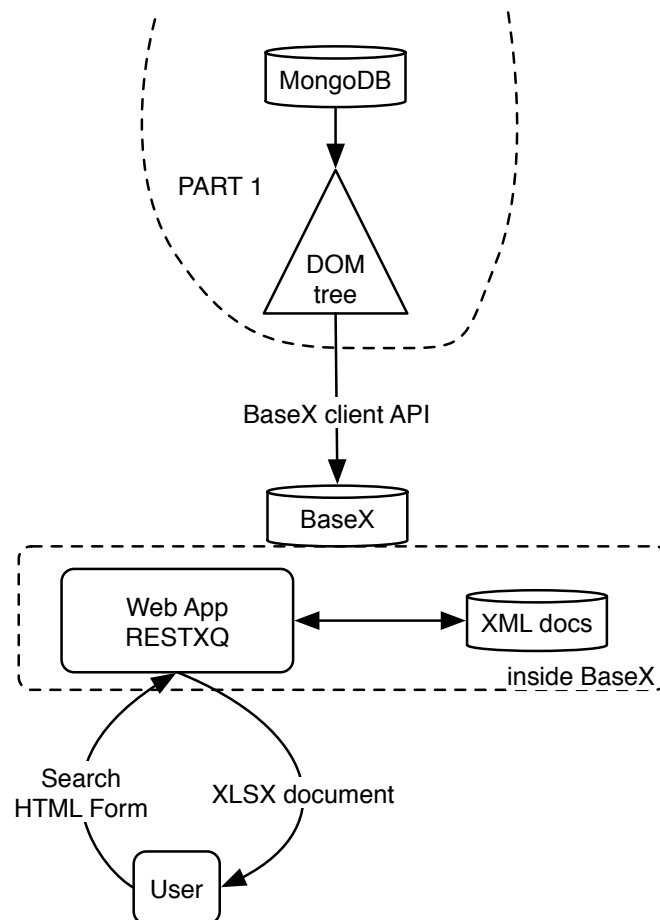 MongoDB
PART 1
DOM
tree
BaseX client API
BaseX
Web App
RESTXQ
XML docs
inside BaseX
Search
HTML Form
XLSX document
User